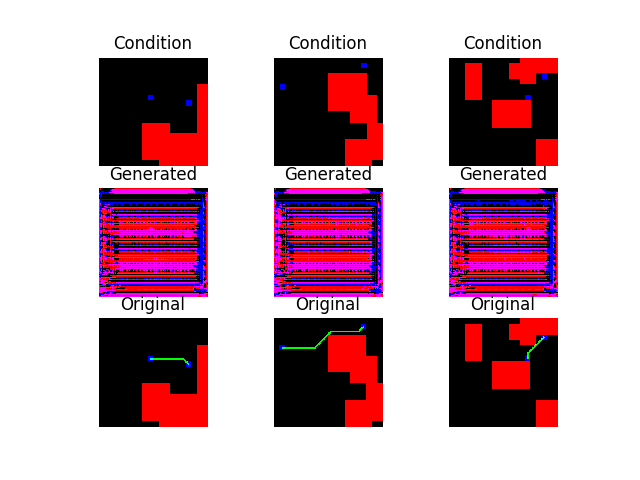 Condition Condition Condition
Generated Generated Generated
Original Original Original